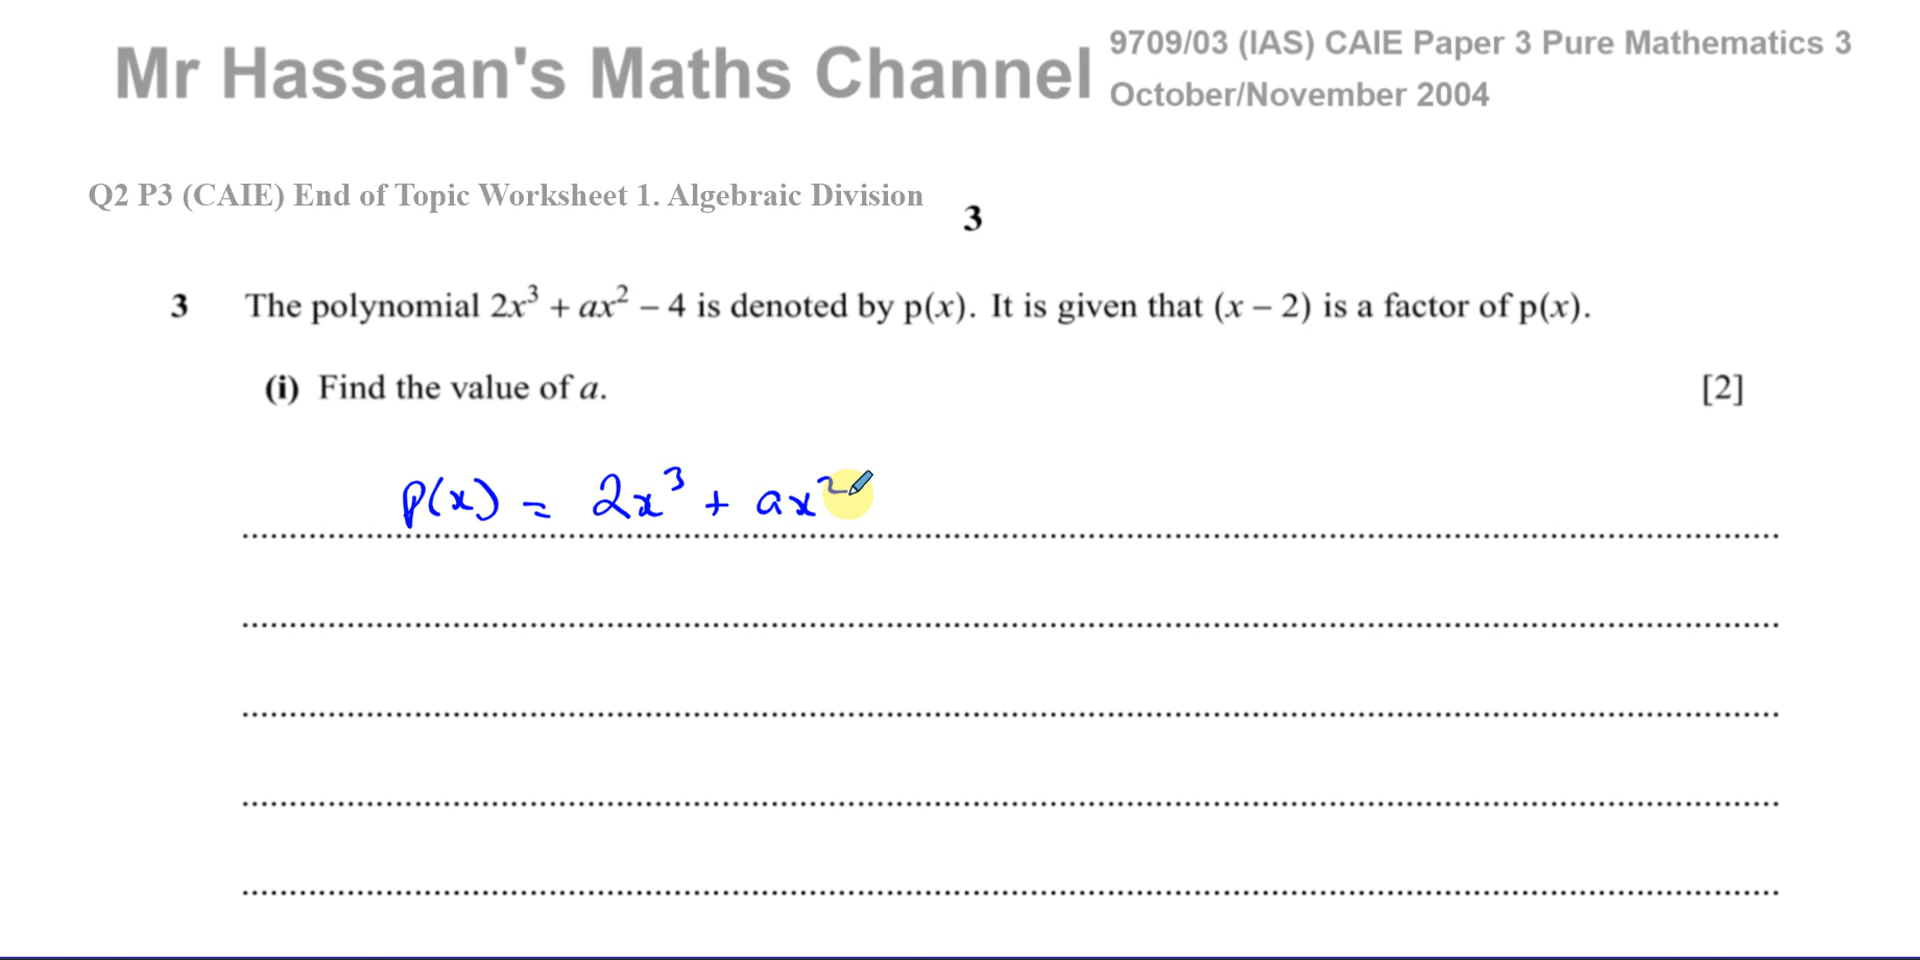 Mr Hassaan's Maths Channel
9709/03 (IAS) CAIE Paper 3 Pure Mathematics 3
October/November 2004
Q2 P3 (CAIE) End of Topic Worksheet 1. Algebraic Division
3
3 The polynomial 2x³ + ax² – 4 is denoted by p(x). It is given that (x – 2) is a factor of p(x).
(i) Find the value of a. [2]
p(x) = 2x³ + ax²